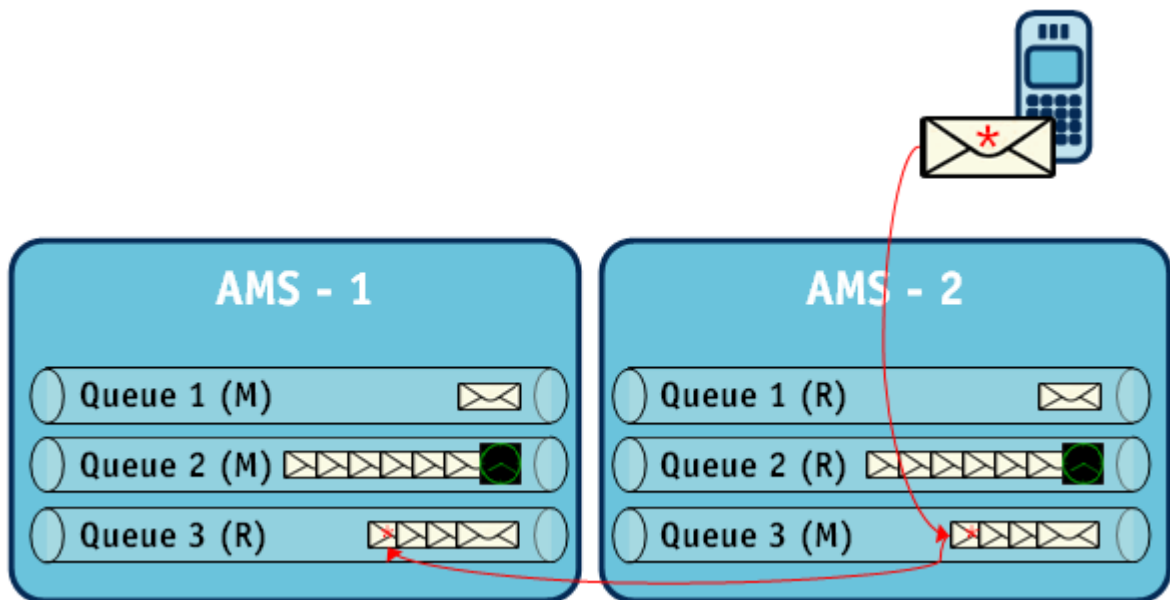 AMS - 1
Queue 1 (M)
Queue 2 (M)
Queue 3 (R)
AMS - 2
Queue 1 (R)
Queue 2 (R)
Queue 3 (M)